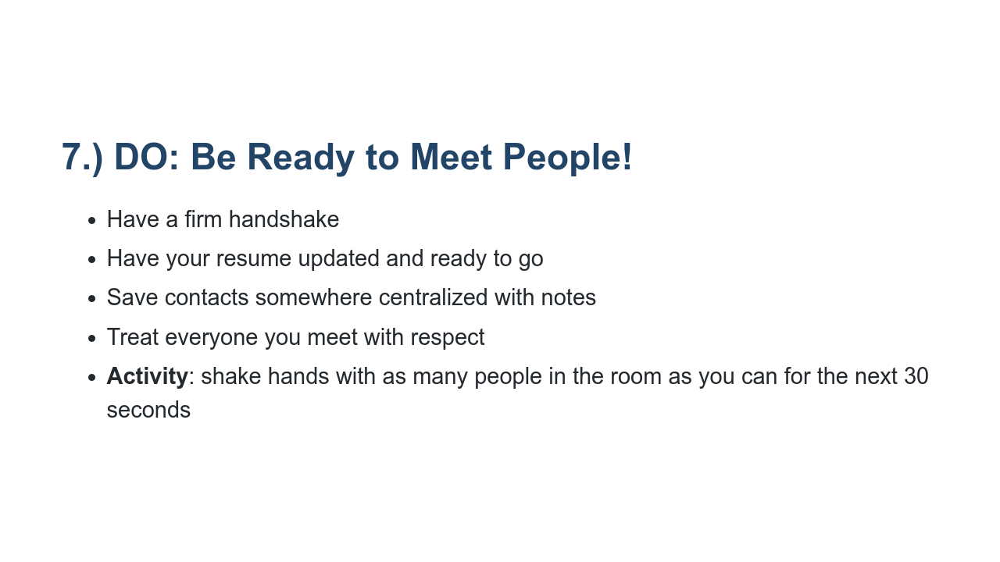 7.) DO: Be Ready to Meet People!
• Have a firm handshake
• Have your resume updated and ready to go
• Save contacts somewhere centralized with notes
• Treat everyone you meet with respect
• Activity: shake hands with as many people in the room as you can for the next 30
seconds